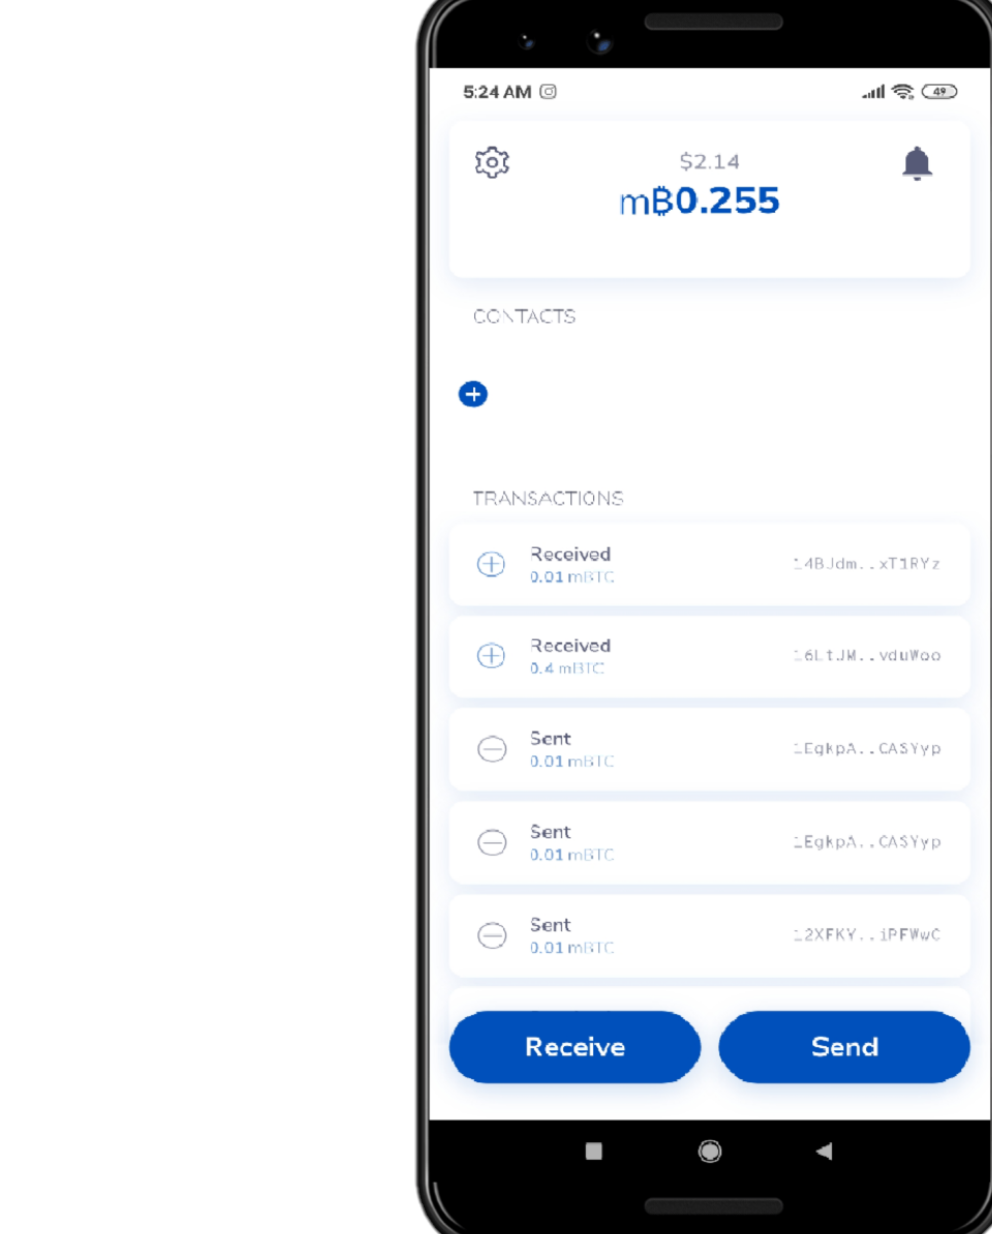 5:24 AM
49
$2.14
mɃ0.255
CONTACTS
TRANSACTIONS
Received
0.01 mBTC
14BJdm..xT1RYz
Received
0.4 mBTC
16LtJM..vduWoo
Sent
0.01 mBTC
1EgkpA..CASYyp
Sent
0.01 mBTC
1EgkpA..CASYyp
Sent
0.01 mBTC
12XFKY..iPFWwC
Receive
Send